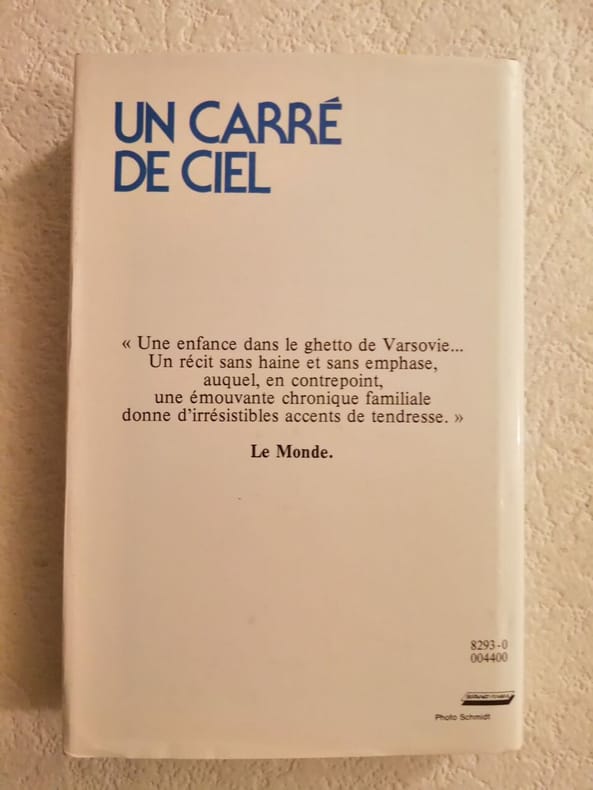 UN CARRÉ
DE CIEL
« Une enfance dans le ghetto de Varsovie...
Un récit sans haine et sans emphase,
auquel, en contrepoint,
une émouvante chronique familiale
donne d'irrésistibles accents de tendresse. »
Le Monde.
8293-0
004400
Photo Schmidt